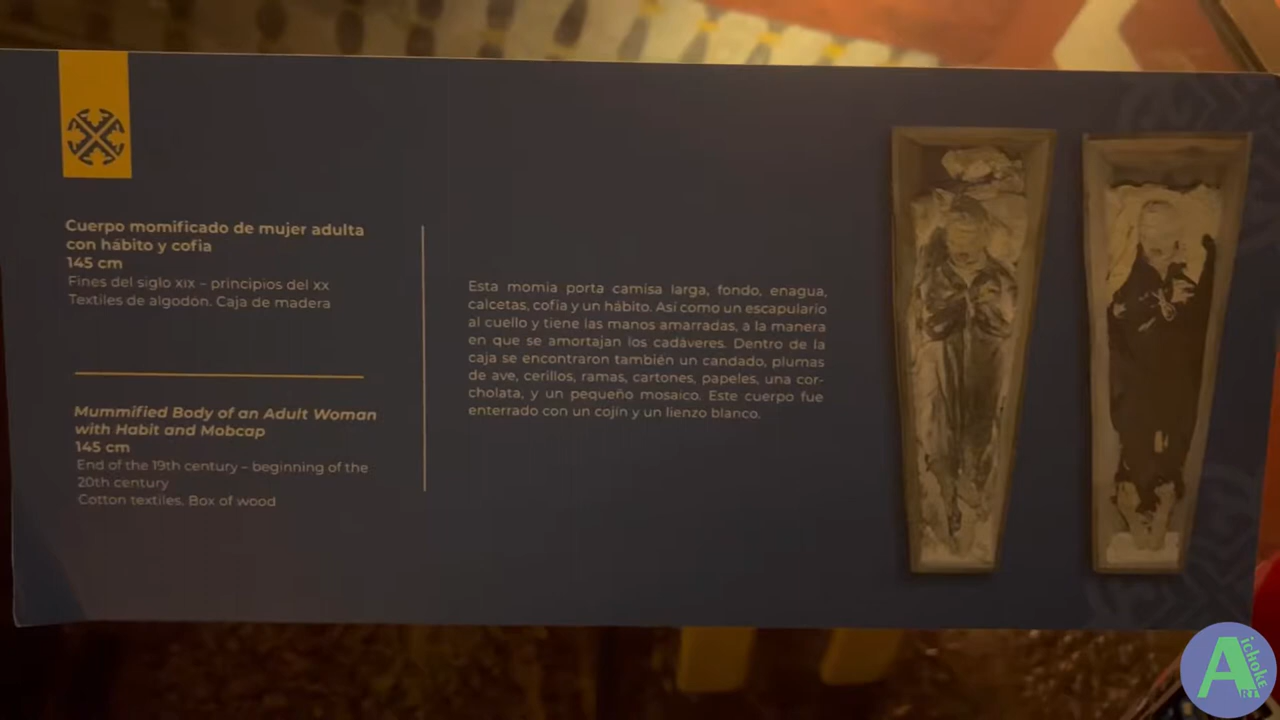 Cuerpo momificado de mujer adulta
con hábito y cofia
145 cm
Fines del siglo XIX – principios del XX
Textiles de algodón. Caja de madera
Mummified Body of an Adult Woman
with Habit and Mobcap
145 cm
End of the 19th century – beginning of the
20th century
Cotton textiles. Box of wood
Esta momia porta camisa larga, fondo, enagua,
calcetas, cofia y un hábito. Así como un escapulario
al cuello y tiene las manos amarradas, a la manera
en que se amortajan los cadáveres. Dentro de la
caja se encontraron también un candado, plumas
de ave, cerillos, ramas, cartones, papeles, una cor-
cholata, y un pequeño mosaico. Este cuerpo fue
enterrado con un cojín y un lienzo blanco.
Aichoke
ART